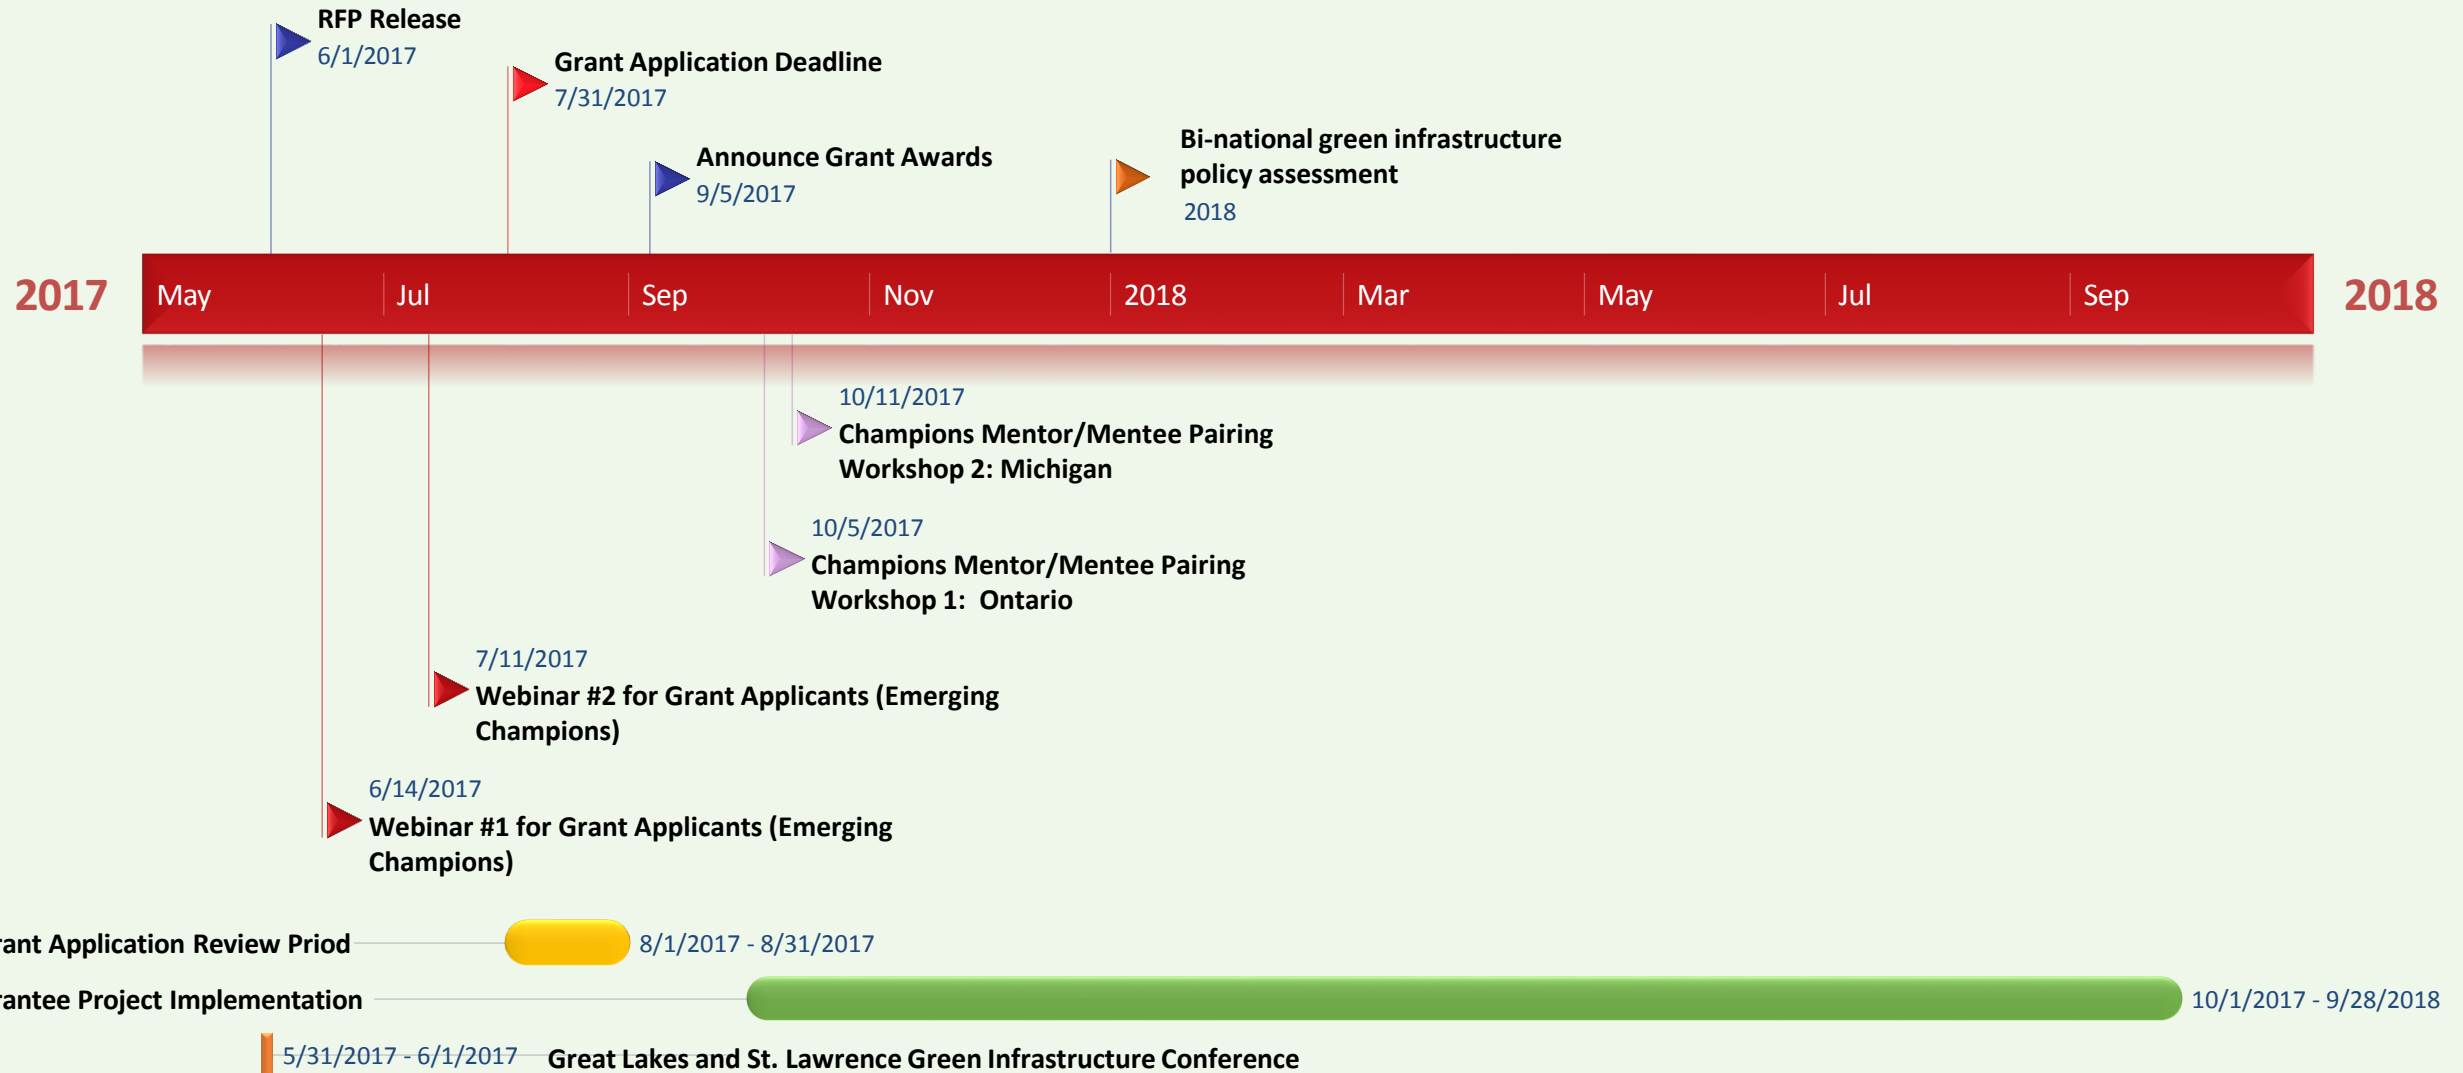 RFP Release
6/1/2017
Grant Application Deadline
7/31/2017
Announce Grant Awards
9/5/2017
Bi-national green infrastructure
policy assessment
2018
2017 May Jul Sep Nov 2018 Mar May Jul Sep 2018
10/11/2017
Champions Mentor/Mentee Pairing
Workshop 2: Michigan
10/5/2017
Champions Mentor/Mentee Pairing
Workshop 1: Ontario
7/11/2017
Webinar #2 for Grant Applicants (Emerging
Champions)
6/14/2017
Webinar #1 for Grant Applicants (Emerging
Champions)
rant Application Review Priod 8/1/2017 - 8/31/2017
rantee Project Implementation 10/1/2017 - 9/28/2018
5/31/2017 - 6/1/2017 Great Lakes and St. Lawrence Green Infrastructure Conference